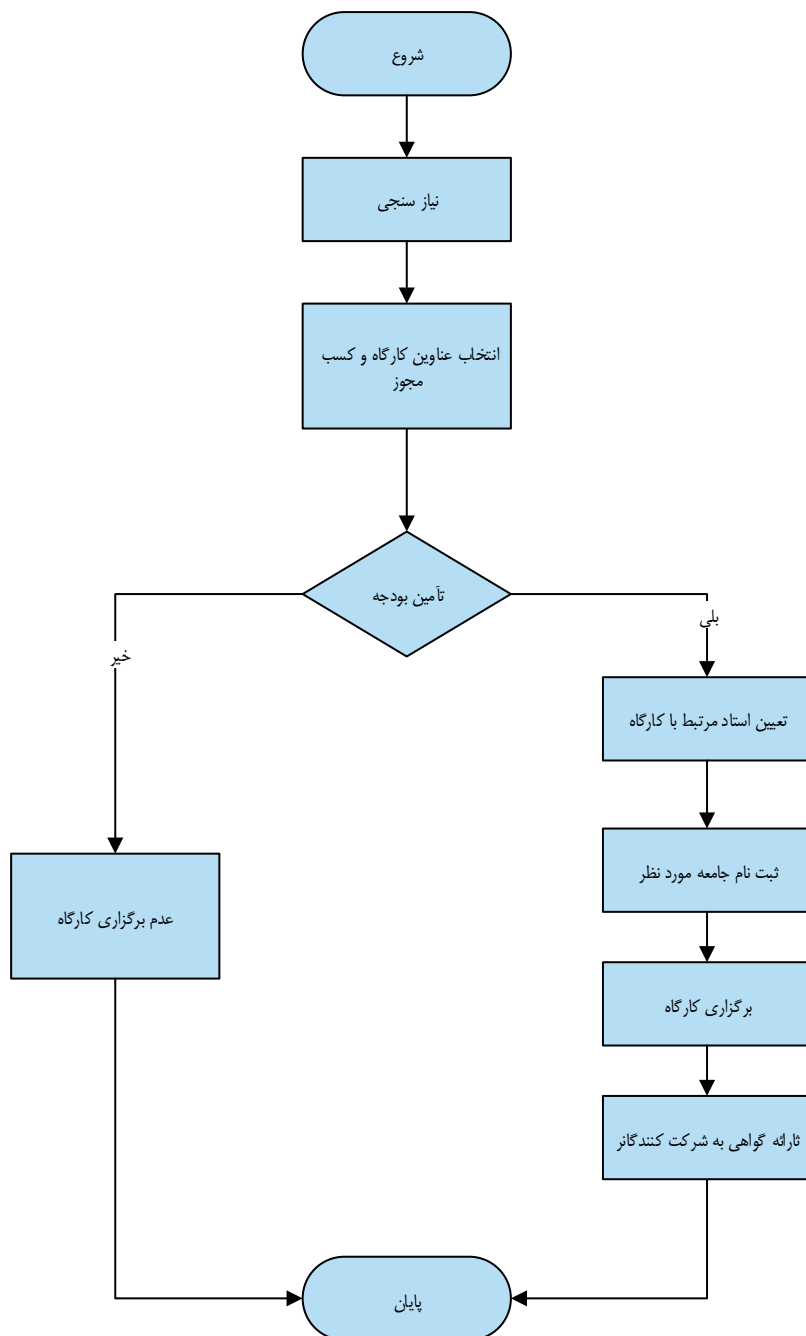 شروع
نیاز سنجی
انتخاب عناوین کارگاه و کسب
مجوز
تآمین بودجه
بلی
خیر
تعیین استاد مرتبط با کارگاه
ثبت نام جامعه مورد نظر
عدم برگزاری کارگاه
برگزاری کارگاه
ثارائه گواهی به شرکت کنندگانر
پایان